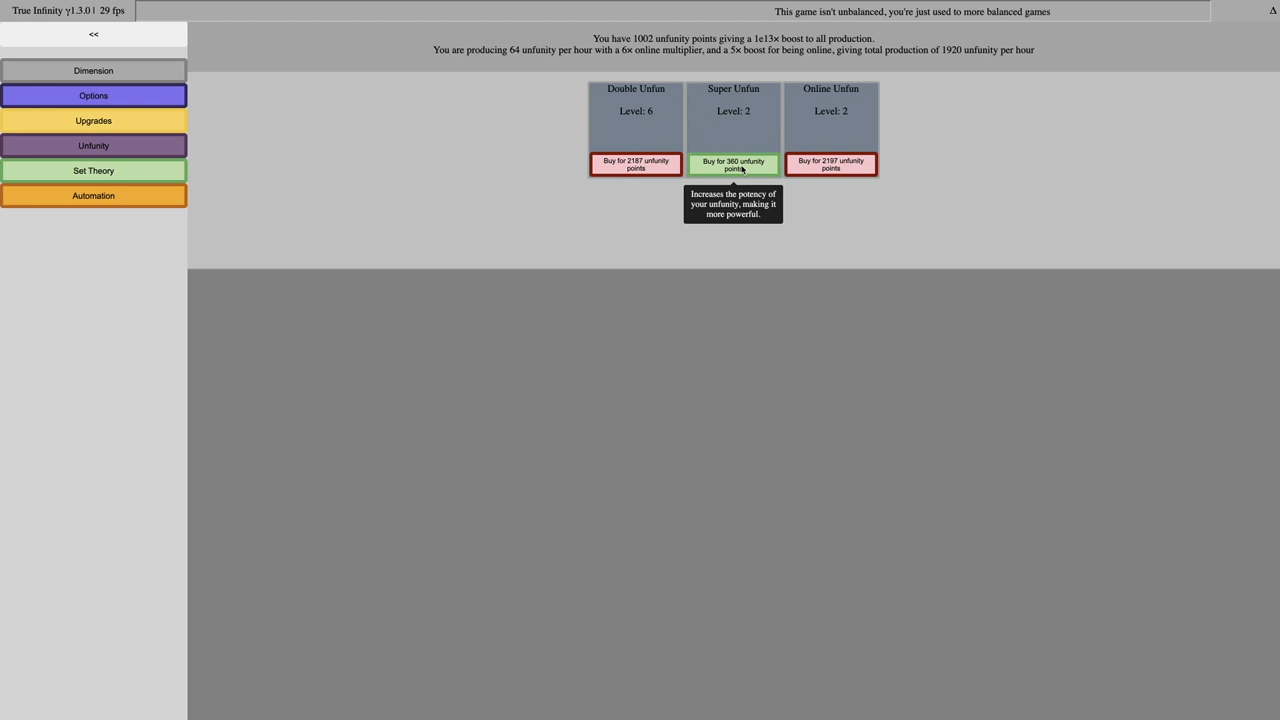 True Infinity γ1.3.0 | 29 fps
This game isn't unbalanced, you're just used to more balanced games
Δ
<<
You have 1002 unfunity points giving a 1e13× boost to all production.
You are producing 64 unfunity per hour with a 6× online multiplier, and a 5× boost for being online, giving total production of 1920 unfunity per hour
Dimension
Options
Upgrades
Unfunity
Set Theory
Automation
Double Unfun
Level: 6
Buy for 2187 unfunity
points
Super Unfun
Level: 2
Buy for 360 unfunity
points
Online Unfun
Level: 2
Buy for 2197 unfunity
points
Increases the potency of
your unfunity, making it
more powerful.